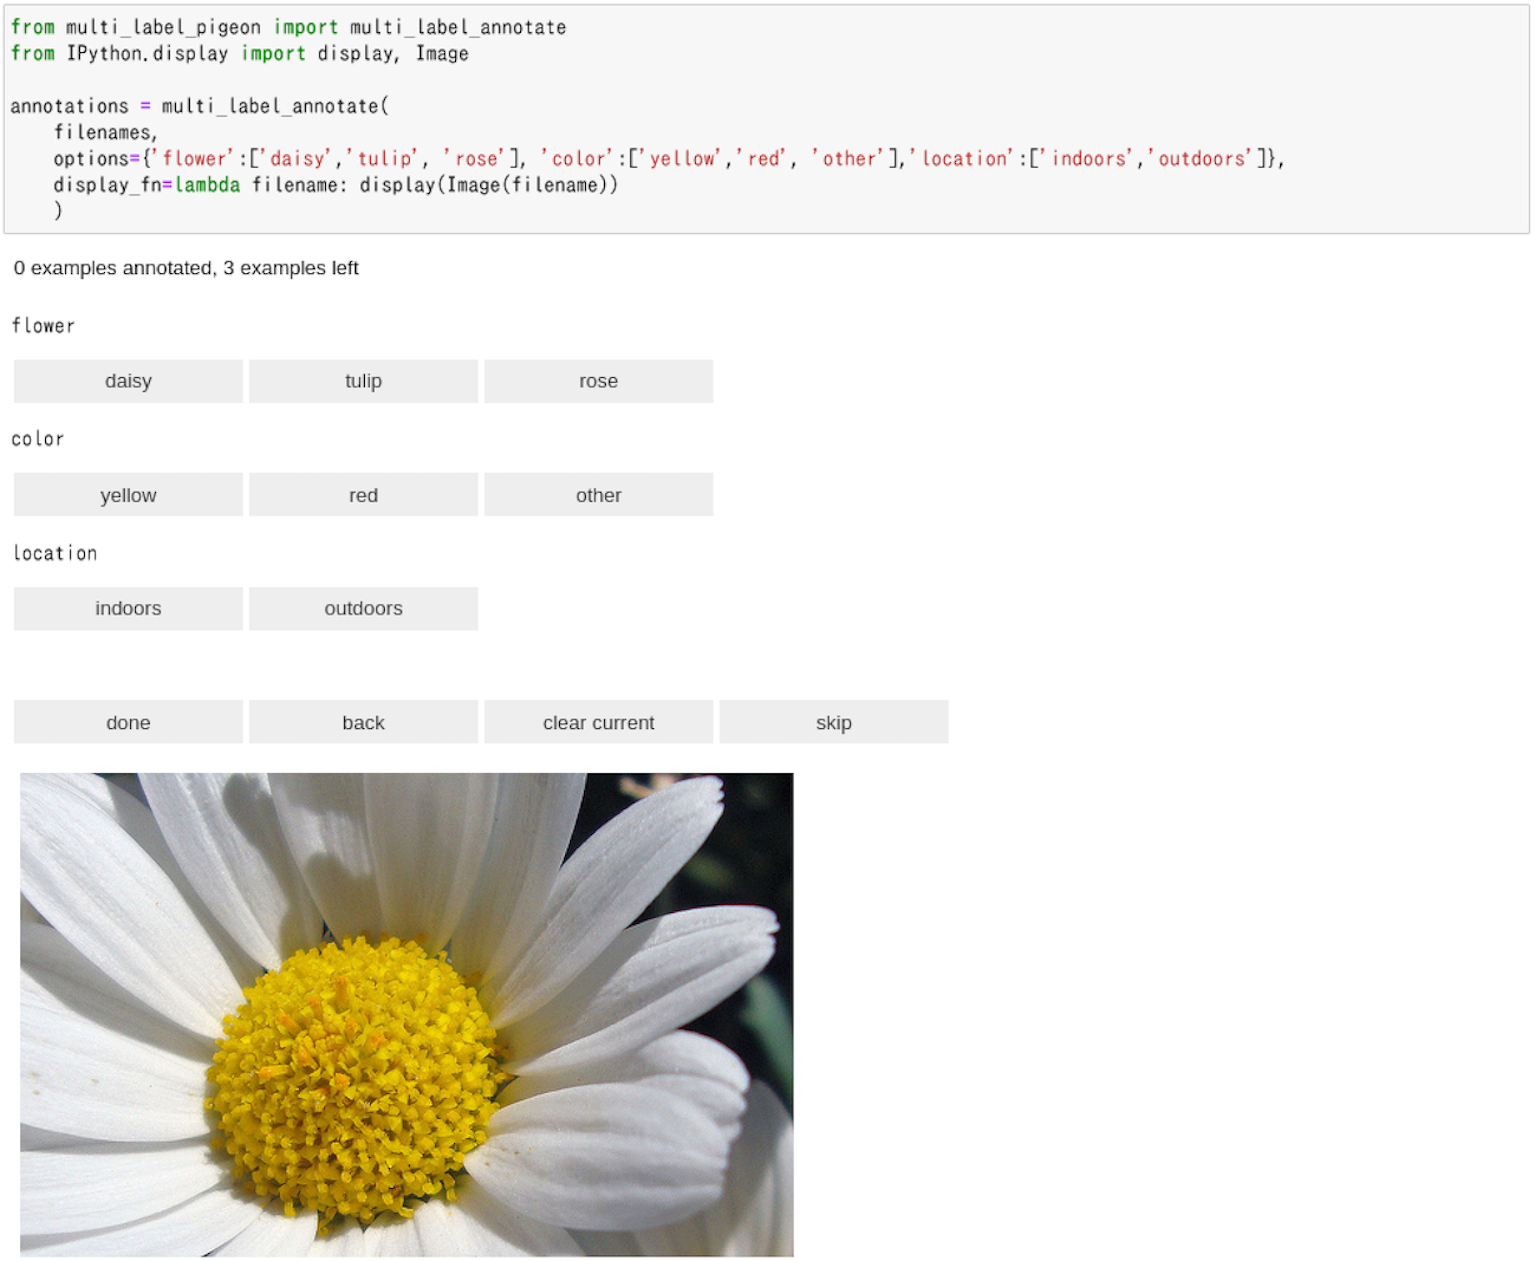 from multi_label_pigeon import multi_label_annotate
from IPython.display import display, Image
annotations = multi_label_annotate(
    filenames,
    options={'flower':['daisy','tulip', 'rose'], 'color':['yellow','red', 'other'],'location':['indoors','outdoors']},
    display_fn=lambda filename: display(Image(filename))
    )
0 examples annotated, 3 examples left
flower
daisy tulip rose
color
yellow red other
location
indoors outdoors
done back clear current skip